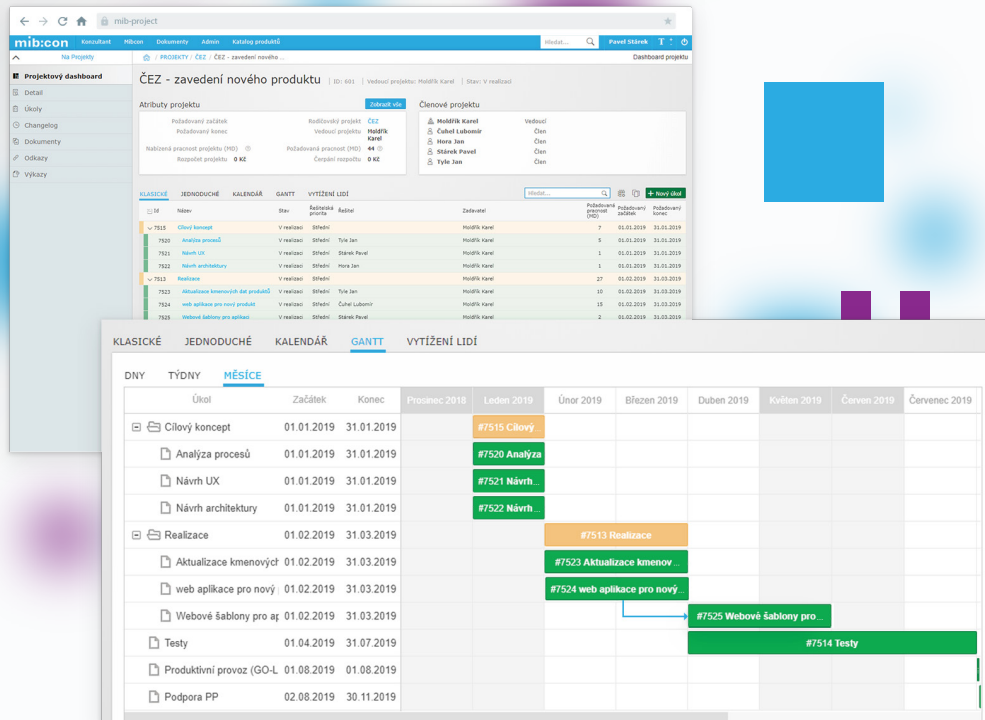 mib-project
mib:con Konzultant Mibcon Dokumenty Admin Katalog produktů Hledat... Pavel Stárek
Na Projekty / PROJEKTY / ČEZ / ČEZ - zavedení nového ... Dashboard projektu
Projektový dashboard
Detail
Úkoly
Changelog
Dokumenty
Odkazy
Výkazy
ČEZ - zavedení nového produktu | ID: 601 | Vedoucí projektu: Moldřík Karel | Stav: V realizaci
Atributy projektu Zobrazit vše
Požadovaný začátek Rodičovský projekt ČEZ
Požadovaný konec Vedoucí projektu Moldřík Karel
Nabízená pracnost projektu (MD) Požadovaná pracnost (MD) 44
Rozpočet projektu 0 Kč Čerpání rozpočtu 0 Kč
Členové projektu
Moldřík Karel Vedoucí
Čuhel Lubomír Člen
Hora Jan Člen
Stárek Pavel Člen
Tyle Jan Člen
KLASICKÉ JEDNODUCHÉ KALENDÁŘ GANTT VYTÍŽENÍ LIDÍ Hledat... + Nový úkol
Id Název Stav Řešitelská priorita Řešitel Zadavatel Požadovaná pracnost (MD) Požadovaný začátek Požadovaný konec
7515 Cílový koncept V realizaci Střední Moldřík Karel 7 01.01.2019 31.01.2019
7520 Analýza procesů V realizaci Střední Tyle Jan Moldřík Karel 5 01.01.2019 31.01.2019
7521 Návrh UX V realizaci Střední Stárek Pavel Moldřík Karel 1 01.01.2019 31.01.2019
7522 Návrh architektury V realizaci Střední Hora Jan Moldřík Karel 1 01.01.2019 31.01.2019
7513 Realizace V realizaci Střední Moldřík Karel 27 01.02.2019 31.03.2019
7523 Aktualizace kmenových dat produktů V realizaci Střední Tyle Jan Moldřík Karel 10 01.02.2019 31.03.2019
7524 web aplikace pro nový produkt V realizaci Střední Čuhel Lubomír Moldřík Karel 15 01.02.2019 31.03.2019
7525 Webové šablony pro aplikaci V realizaci Střední Stárek Pavel Moldřík Karel 2 01.02.2019 31.03.2019
KLASICKÉ JEDNODUCHÉ KALENDÁŘ GANTT VYTÍŽENÍ LIDÍ
DNY TÝDNY MĚSÍCE
Úkol Začátek Konec Prosinec 2018 Leden 2019 Únor 2019 Březen 2019 Duben 2019 Květen 2019 Červen 2019 Červenec 2019
Cílový koncept 01.01.2019 31.01.2019 #7515 Cílový...
Analýza procesů 01.01.2019 31.01.2019 #7520 Analýza
Návrh UX 01.01.2019 31.01.2019 #7521 Návrh...
Návrh architektury 01.01.2019 31.01.2019 #7522 Návrh...
Realizace 01.02.2019 31.03.2019 #7513 Realizace
Aktualizace kmenových 01.02.2019 31.03.2019 #7523 Aktualizace kmenov...
web aplikace pro nový 01.02.2019 31.03.2019 #7524 web aplikace pro nový...
Webové šablony pro ap 01.02.2019 31.03.2019 #7525 Webové šablony pro...
Testy 01.04.2019 31.07.2019 #7514 Testy
Produktivní provoz (GO-L 01.08.2019 01.08.2019
Podpora PP 02.08.2019 30.11.2019